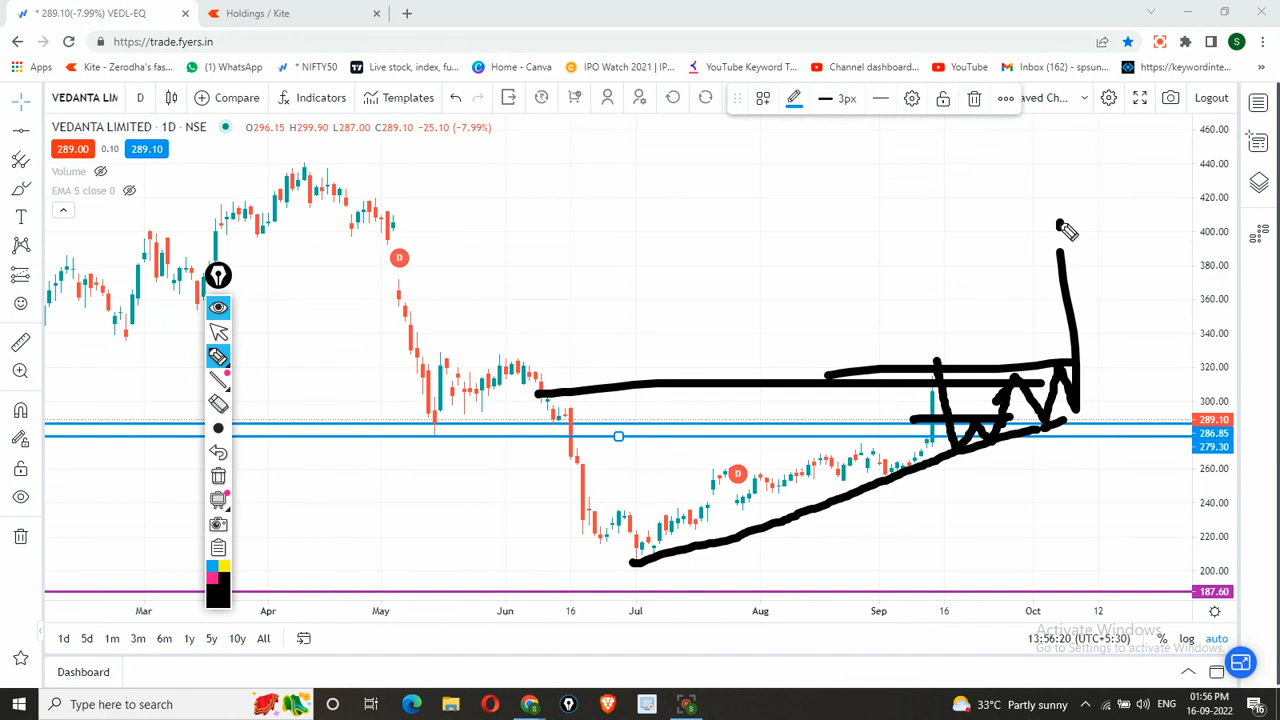 * 289.10(-7.99%) VEDL-EQ
Holdings / Kite
https://trade.fyers.in
S
Apps
Kite - Zerodha's fas...
(1) WhatsApp
* NIFTY50
Live stock, index, fu...
Home - Canva
IPO Watch 2021 | IP...
YouTube Keyword T...
Channel dashboard...
YouTube
Inbox (162) - spsun...
https://keywordinte...
VEDANTA LIM
D
Compare
Indicators
Templates
3px
aved Ch...
Logout
VEDANTA LIMITED · 1D · NSE
O296.15 H299.90 L287.00 C289.10 -25.10 (-7.99%)
289.00
0.10
289.10
Volume
EMA 5 close 0
D
D
460.00
440.00
420.00
400.00
380.00
360.00
340.00
320.00
300.00
289.10
286.85
279.30
260.00
240.00
220.00
200.00
187.60
Mar
Apr
May
Jun
16
Jul
Aug
Sep
16
Oct
12
1d
5d
1m
3m
6m
1y
5y
10y
All
13:56:20 (UTC+5:30)
%
log
auto
Activate Windows
Go to Settings to activate Windows.
Dashboard
Type here to search
33°C Partly sunny
ENG
01:56 PM
16-09-2022
16